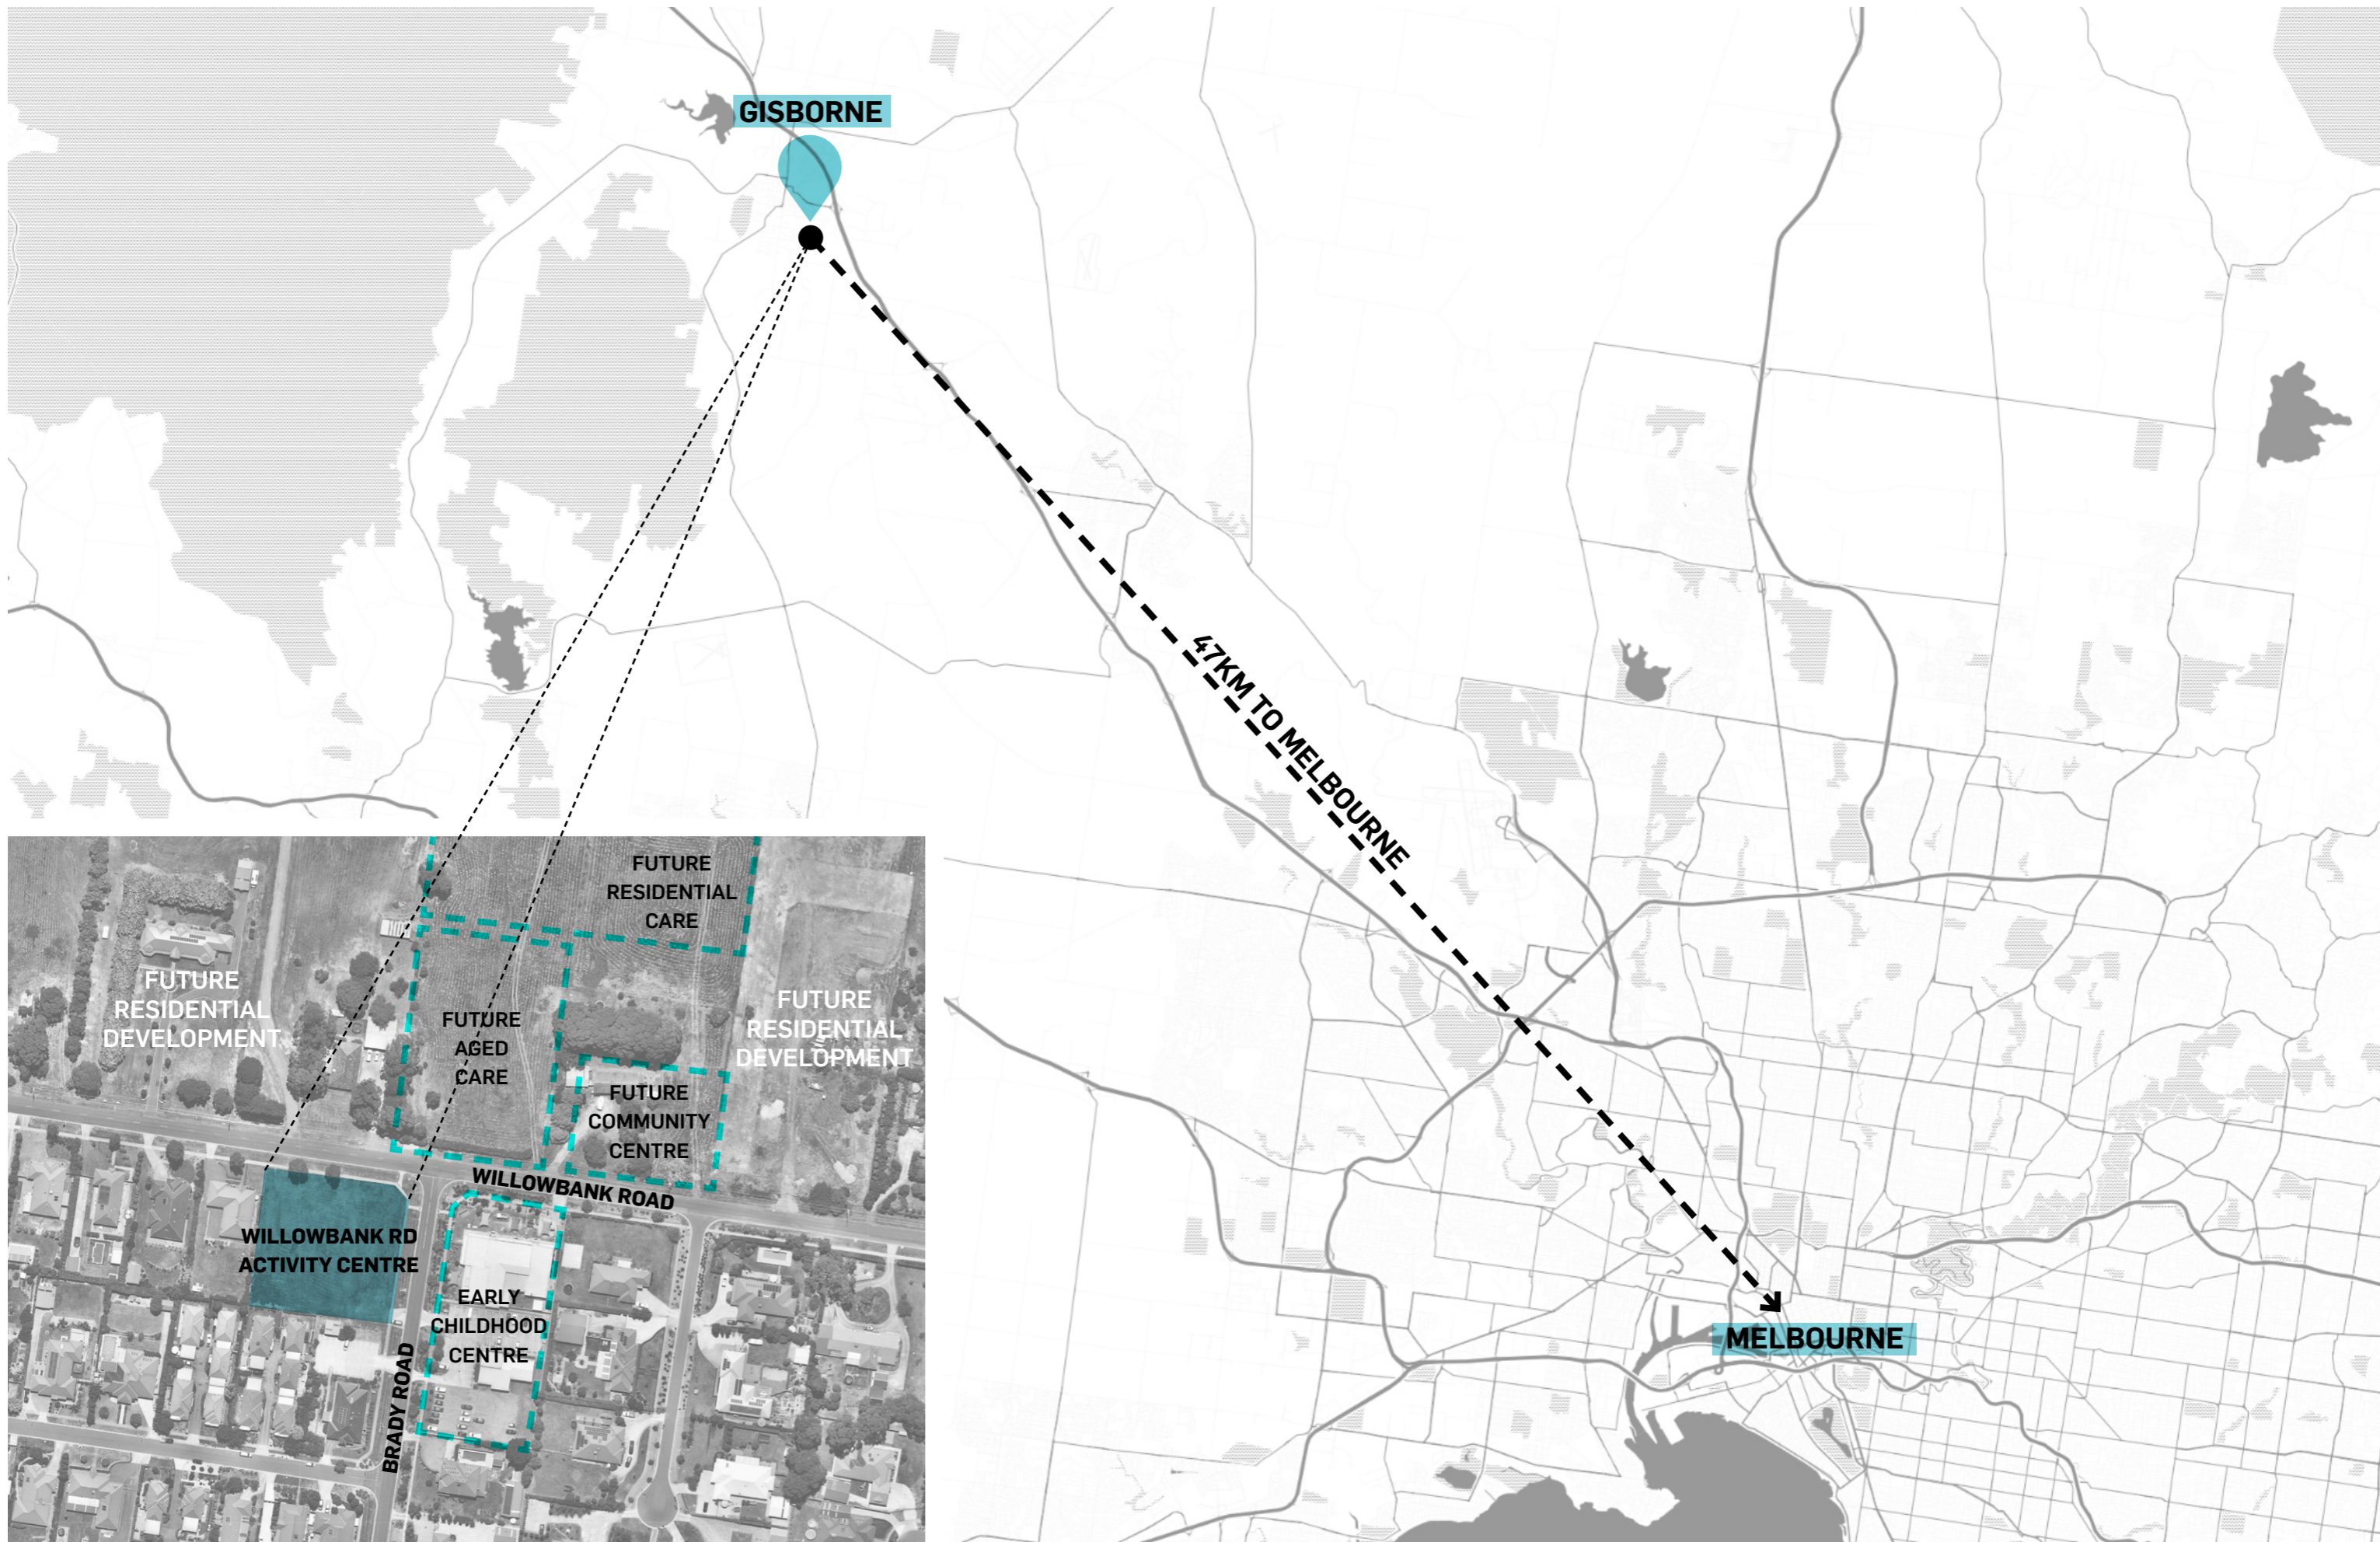 GISBORNE
47KM TO MELBOURNE
MELBOURNE
FUTURE
RESIDENTIAL
CARE
FUTURE
RESIDENTIAL
DEVELOPMENT
FUTURE
AGED
CARE
FUTURE
RESIDENTIAL
DEVELOPMENT
FUTURE
COMMUNITY
CENTRE
WILLOWBANK ROAD
WILLOWBANK RD
ACTIVITY CENTRE
EARLY
CHILDHOOD
CENTRE
BRADY ROAD